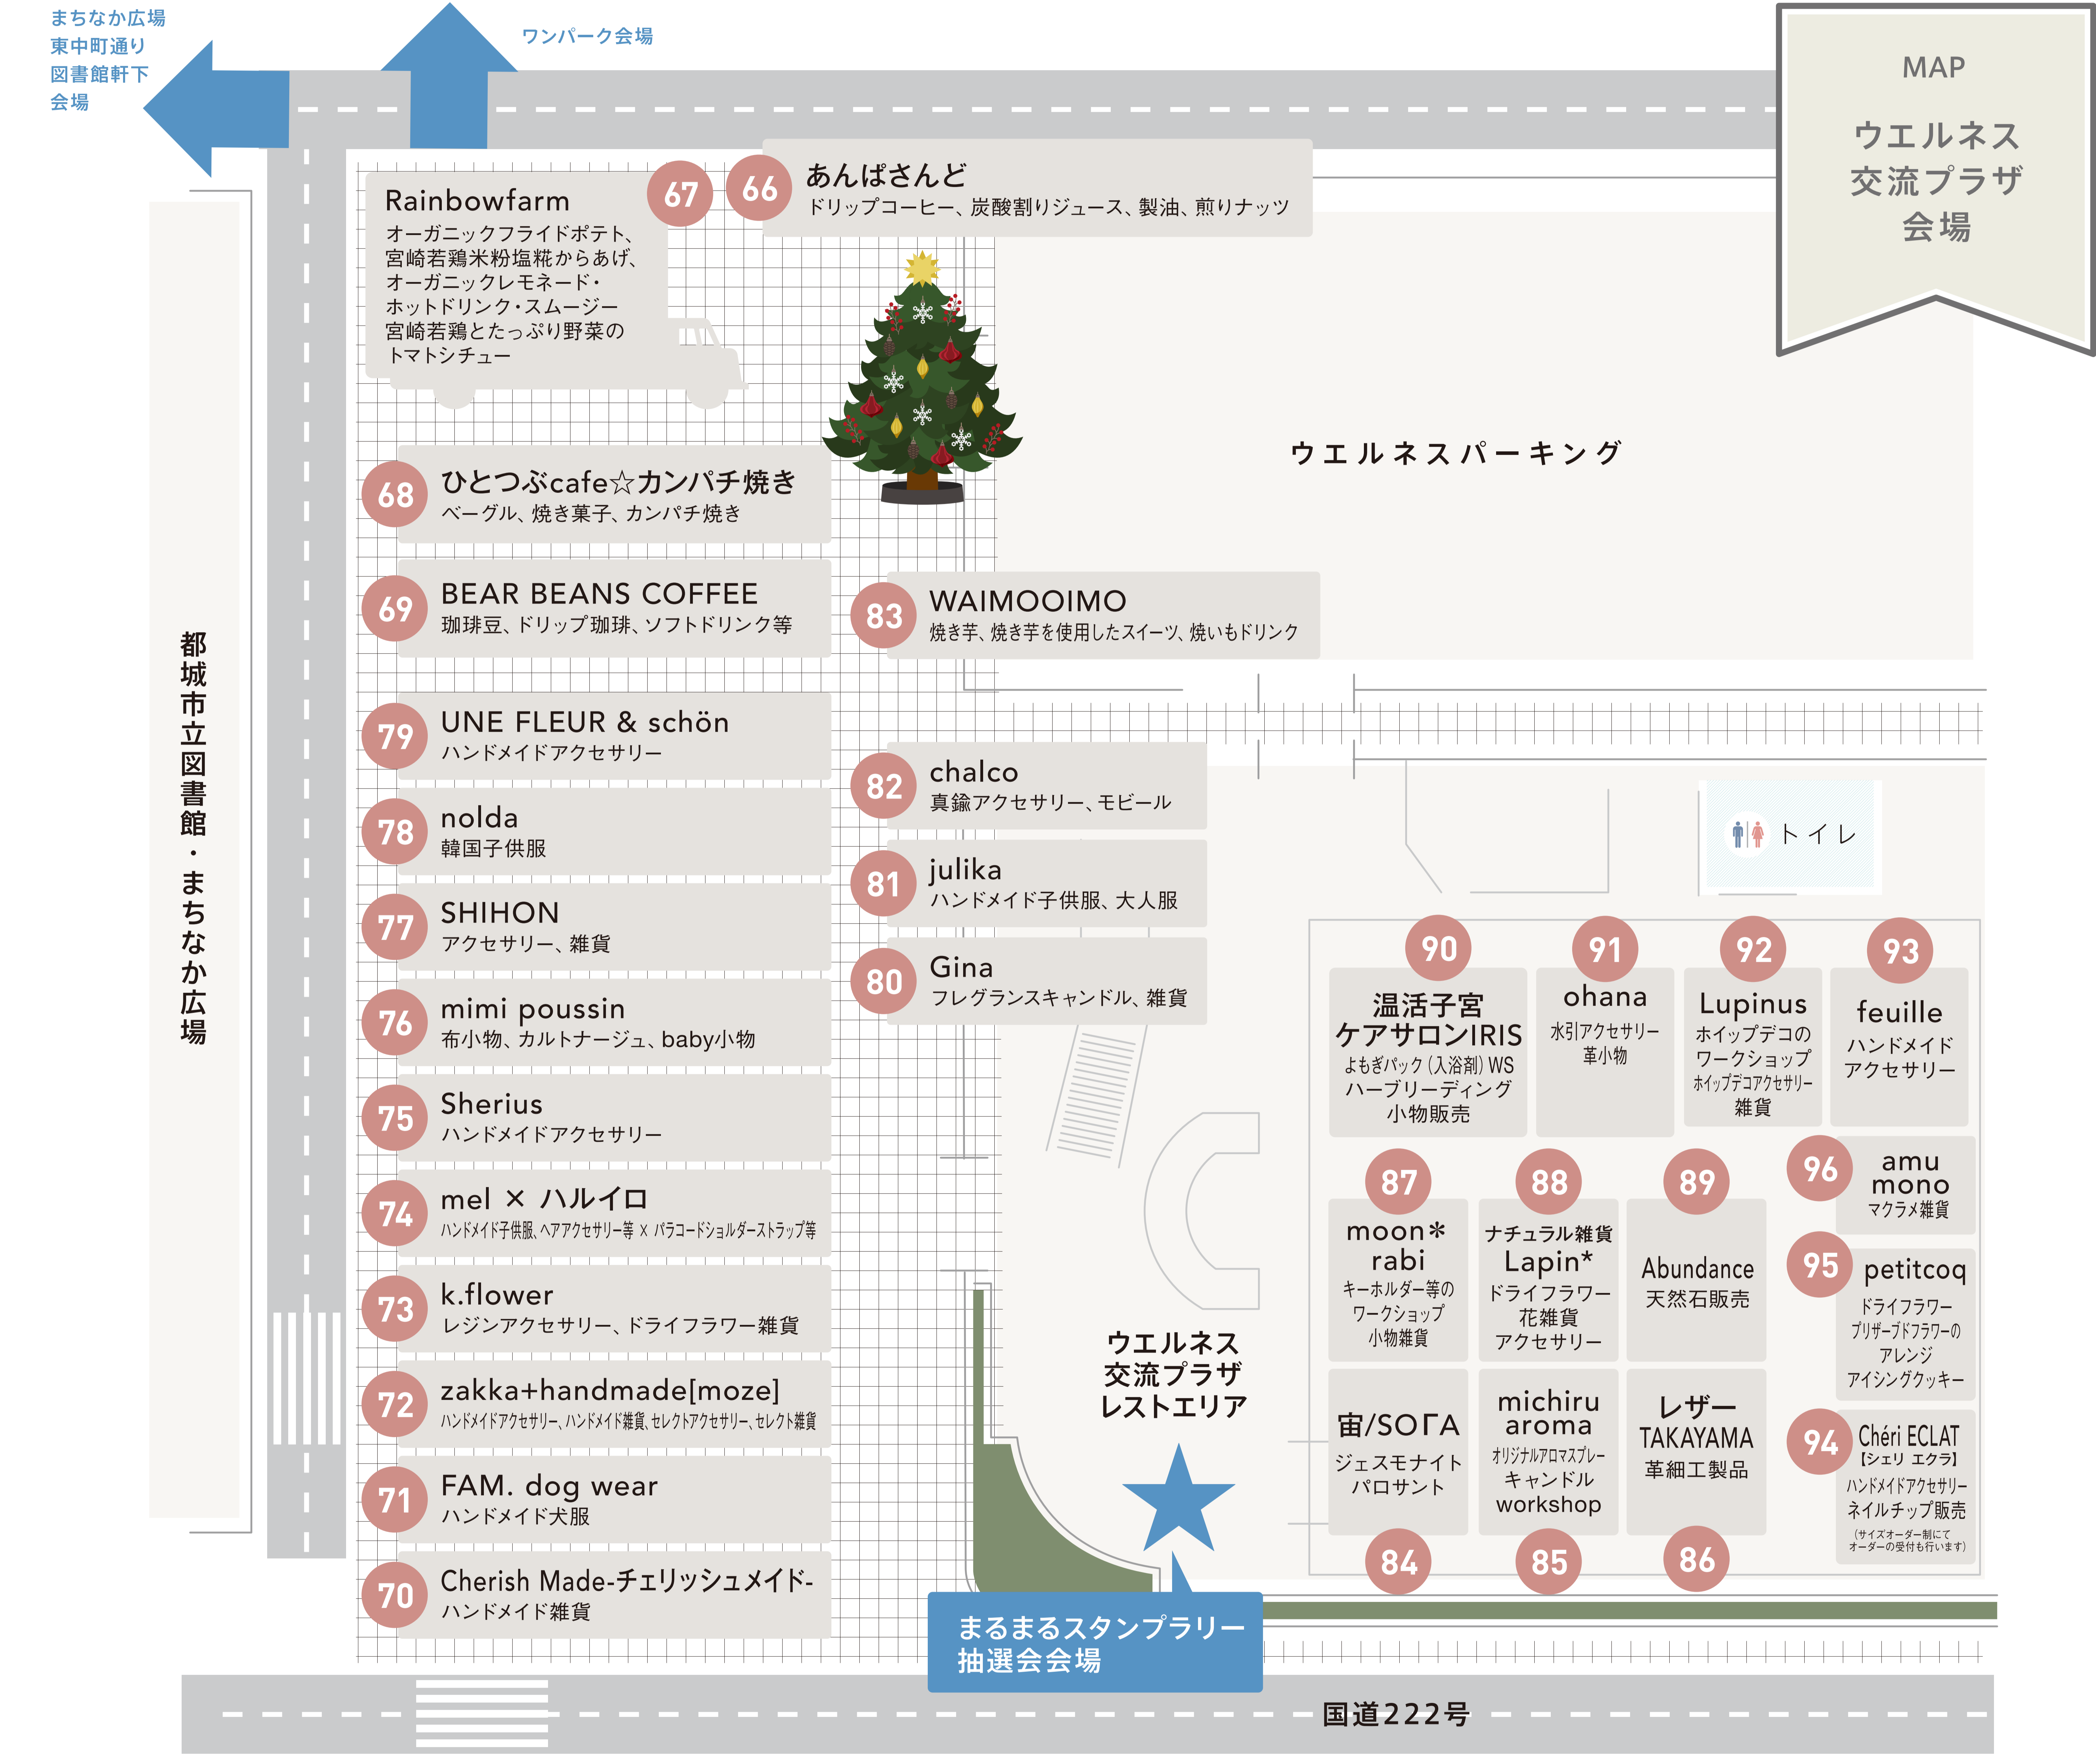 まちなか広場
東中町通り
図書館軒下
会場
ワンパーク会場
MAP
ウエルネス
交流プラザ
会場
67
Rainbowfarm
オーガニックフライドポテト、
宮崎若鶏米粉塩糀からあげ、
オーガニックレモネード・
ホットドリンク・スムージー
宮崎若鶏とたっぷり野菜の
トマトシチュー
66
あんぱさんど
ドリップコーヒー、炭酸割りジュース、製油、煎りナッツ
ウエルネスパーキング
68
ひとつぶcafe☆カンパチ焼き
ベーグル、焼き菓子、カンパチ焼き
69
BEAR BEANS COFFEE
珈琲豆、ドリップ珈琲、ソフトドリンク等
83
WAIMOOIMO
焼き芋、焼き芋を使用したスイーツ、焼いもドリンク
都城市立図書館・まちなか広場
79
UNE FLEUR & schön
ハンドメイドアクセサリー
78
nolda
韓国子供服
77
SHIHON
アクセサリー、雑貨
76
mimi poussin
布小物、カルトナージュ、baby小物
75
Sherius
ハンドメイドアクセサリー
74
mel × ハルイロ
ハンドメイド子供服、ヘアアクセサリー等 × パラコードショルダーストラップ等
73
k.flower
レジンアクセサリー、ドライフラワー雑貨
72
zakka+handmade[moze]
ハンドメイドアクセサリー、ハンドメイド雑貨、セレクトアクセサリー、セレクト雑貨
71
FAM. dog wear
ハンドメイド犬服
70
Cherish Made-チェリッシュメイド-
ハンドメイド雑貨
82
chalco
真鍮アクセサリー、モビール
81
julika
ハンドメイド子供服、大人服
80
Gina
フレグランスキャンドル、雑貨
トイレ
90
温活子宮
ケアサロンIRIS
よもぎパック（入浴剤）WS
ハーブリーディング
小物販売
91
ohana
水引アクセサリー
革小物
92
Lupinus
ホイップデコの
ワークショップ
ホイップデコアクセサリー
雑貨
93
feuille
ハンドメイド
アクセサリー
87
moon＊
rabi
キーホルダー等の
ワークショップ
小物雑貨
88
ナチュラル雑貨
Lapin*
ドライフラワー
花雑貨
アクセサリー
89
Abundance
天然石販売
96
amu
mono
マクラメ雑貨
95
petitcoq
ドライフラワー
プリザーブドフラワーの
アレンジ
アイシングクッキー
宙/SOΓA
ジェスモナイト
パロサント
84
michiru
aroma
オリジナルアロマスプレー
キャンドル
workshop
85
レザー
TAKAYAMA
革細工製品
86
94
Chéri ECLAT
【シェリ エクラ】
ハンドメイドアクセサリー
ネイルチップ販売
（サイズオーダー制にて
オーダーの受付も行います）
ウエルネス
交流プラザ
レストエリア
まるまるスタンプラリー
抽選会会場
国道222号